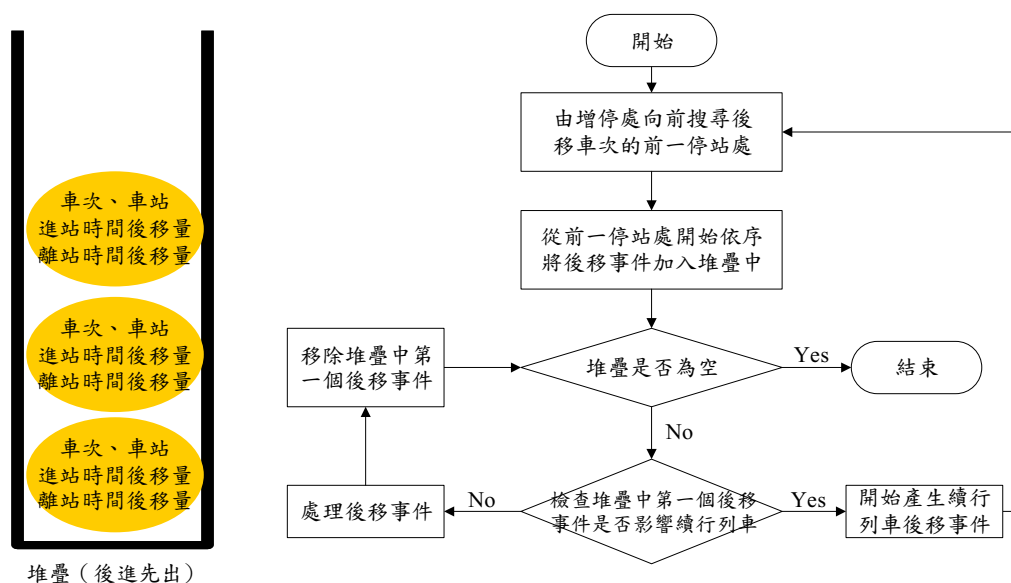 車次、車站
進站時間後移量
離站時間後移量
車次、車站
進站時間後移量
離站時間後移量
車次、車站
進站時間後移量
離站時間後移量
堆疊（後進先出）
開始
由增停處向前搜尋後
移車次的前一停站處
從前一停站處開始依序
將後移事件加入堆疊中
移除堆疊中第
一個後移事件
堆疊是否為空
Yes
結束
No
處理後移事件
No
檢查堆疊中第一個後移
事件是否影響續行列車
Yes
開始產生續行
列車後移事件